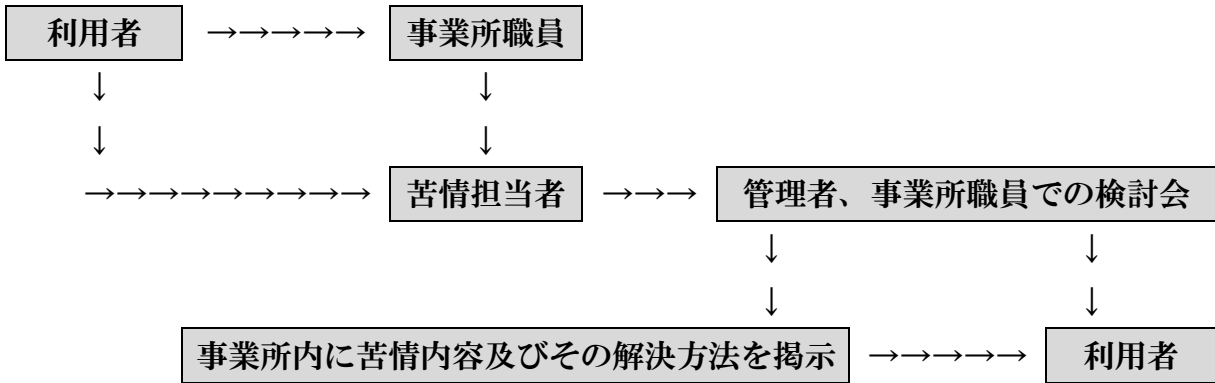 利用者 →→→→→ 事業所職員
↓ ↓
↓ ↓
→→→→→→→→→ 苦情担当者 →→→ 管理者、事業所職員での検討会
↓ ↓
↓ ↓
事業所内に苦情内容及びその解決方法を掲示 →→→→→ 利用者